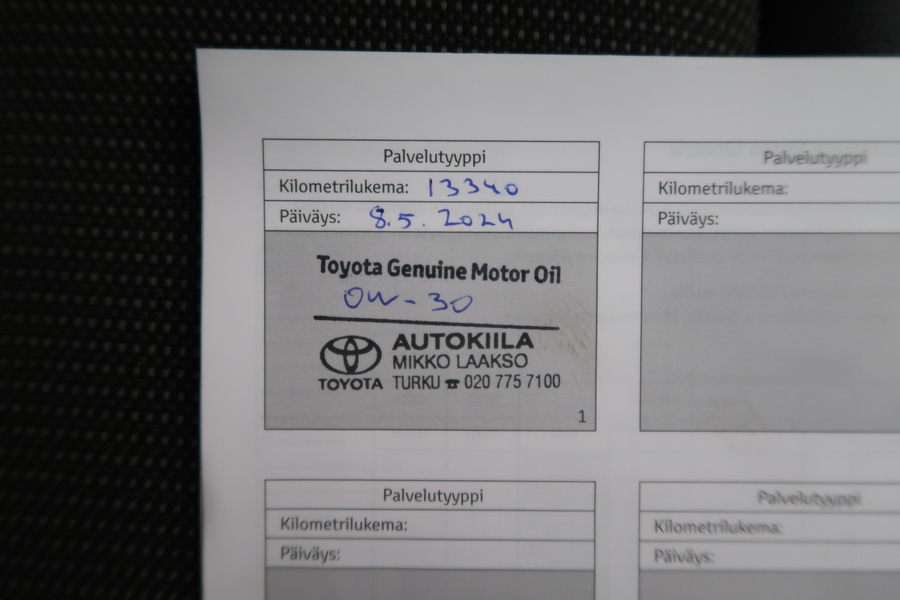 Palvelutyyppi
Kilometrilukema: 13340
Päiväys: 8.5.2024
Toyota Genuine Motor Oil
0W-30
AUTOKIILA
MIKKO LAAKSO
TOYOTA TURKU ☎ 020 775 7100
1
Palvelutyyppi
Kilometrilukema:
Päiväys:
Palvelutyyppi
Kilometrilukema:
Päiväys:
Palvelutyyppi
Kilometrilukema:
Päiväys: